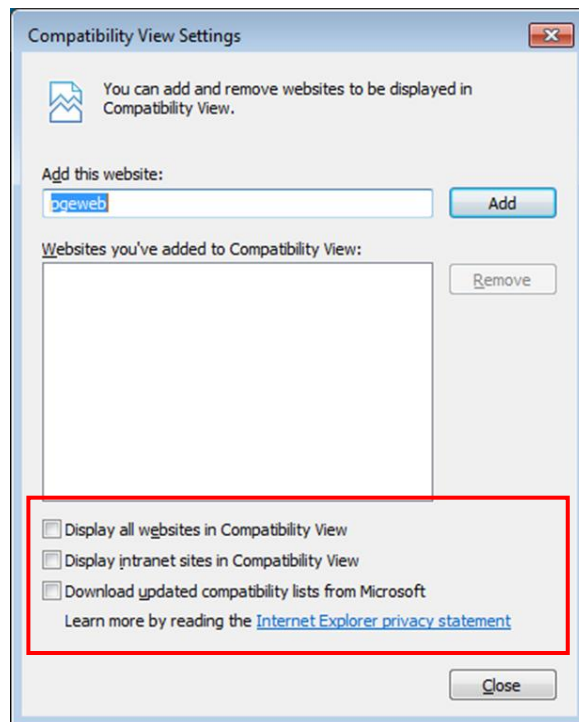 Compatibility View Settings
You can add and remove websites to be displayed in
Compatibility View.
Add this website:
pgeweb
Add
Websites you've added to Compatibility View:
Remove
Display all websites in Compatibility View
Display intranet sites in Compatibility View
Download updated compatibility lists from Microsoft
Learn more by reading the Internet Explorer privacy statement
Close